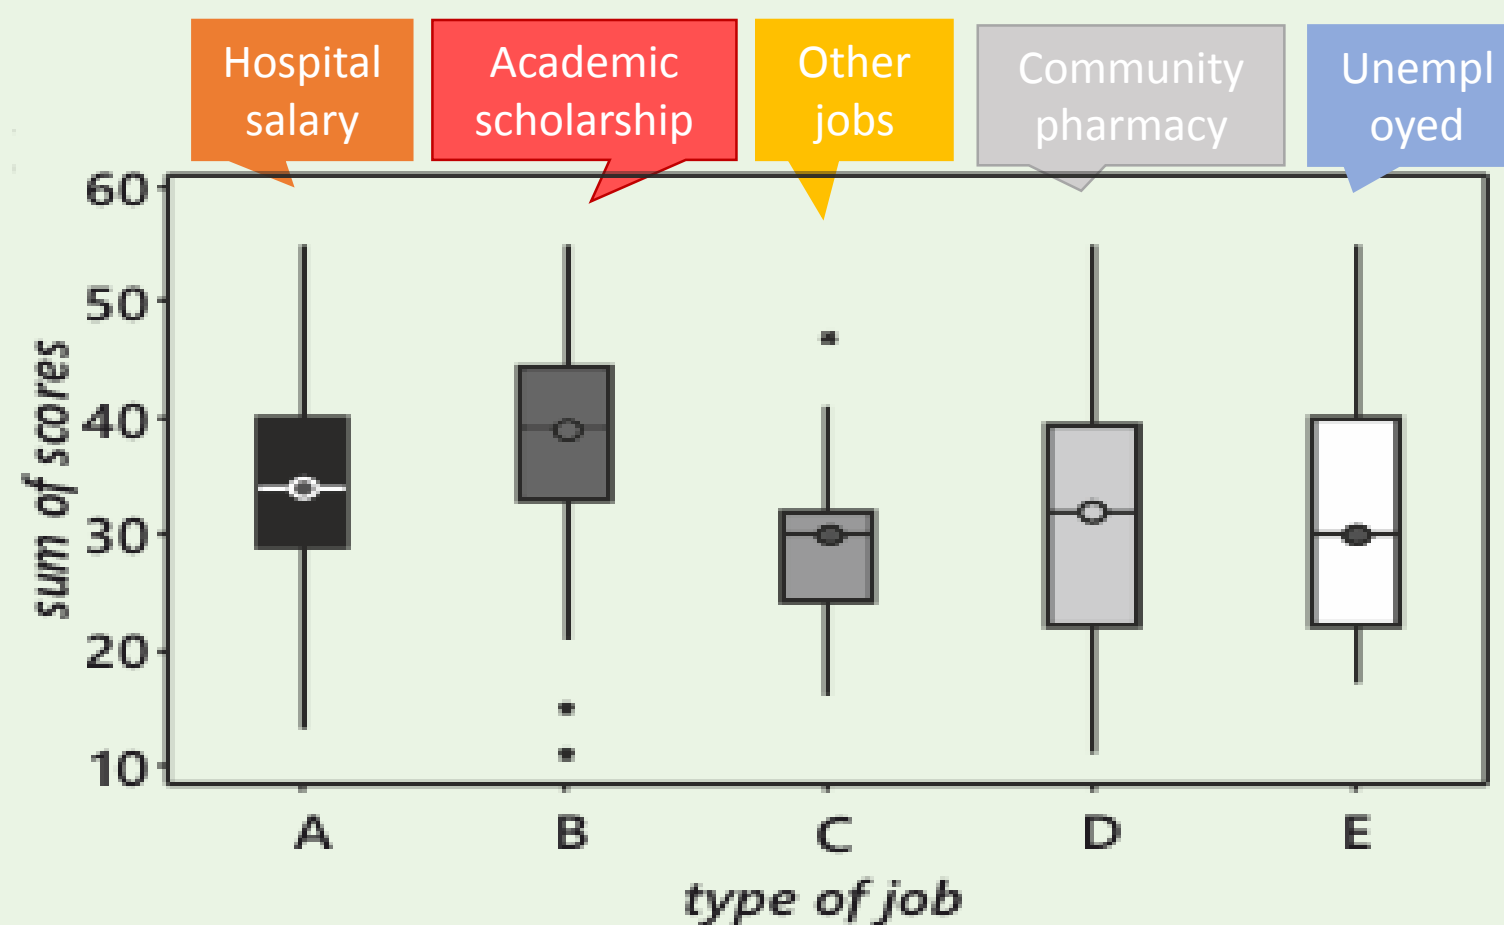 Hospital
salary
Academic
scholarship
Other
jobs
Community
pharmacy
Unempl
oyed
60
50
40
30
20
10
sum of scores
A
B
C
D
E
type of job